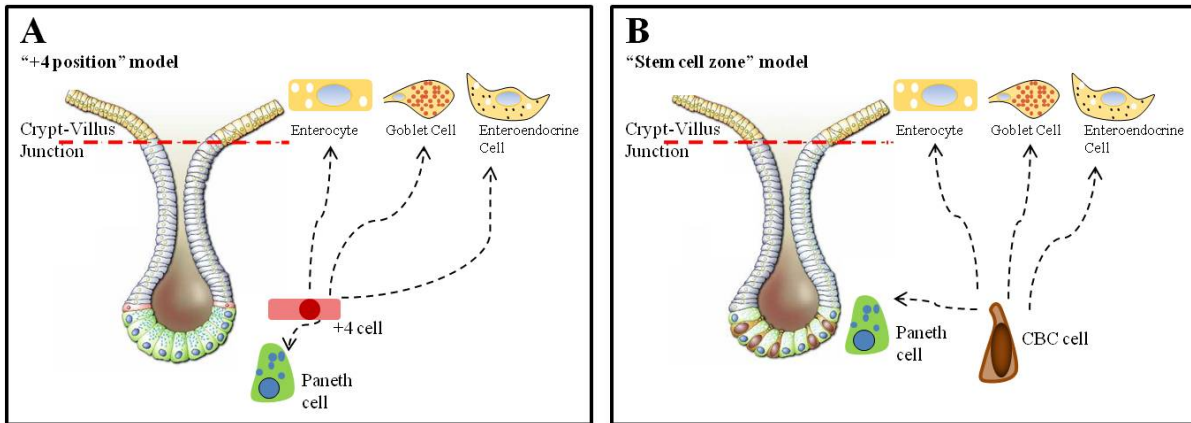 A
“+4 position” model
Crypt-Villus
Junction
Enterocyte
Goblet Cell
Enteroendocrine
Cell
+4 cell
Paneth
cell
B
“Stem cell zone” model
Crypt-Villus
Junction
Enterocyte
Goblet Cell
Enteroendocrine
Cell
Paneth
cell
CBC cell